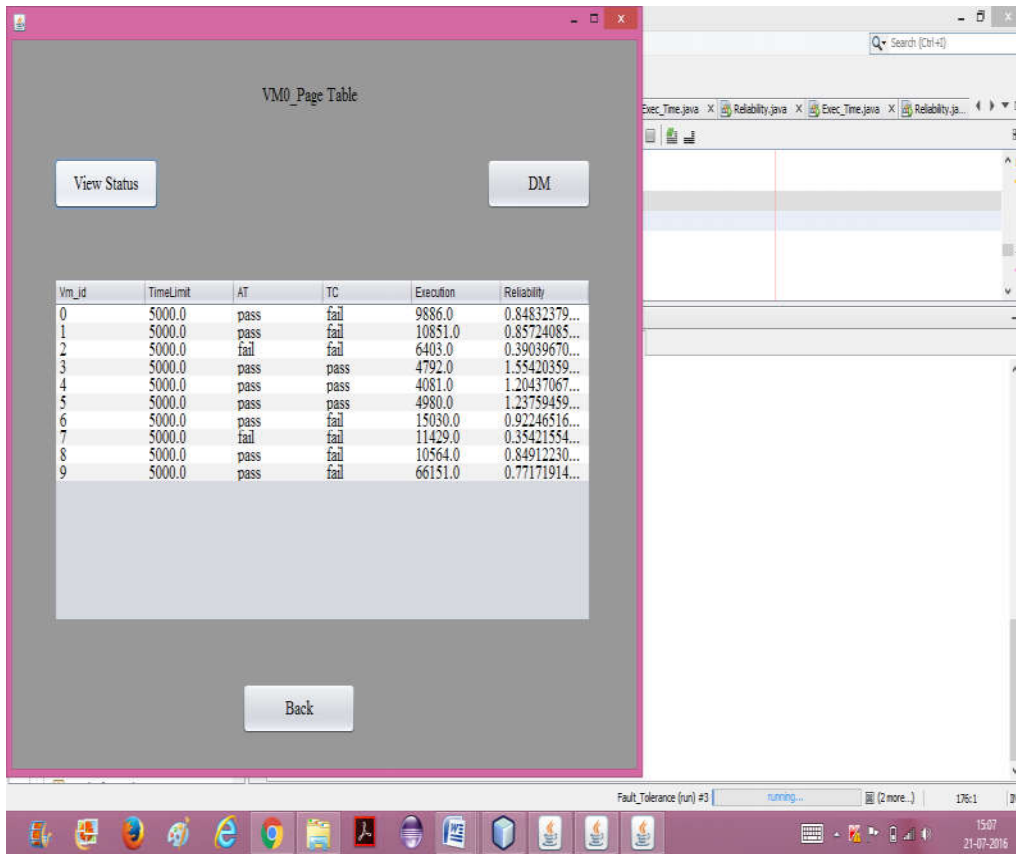 Search (Ctrl+I)
VM0_Page Table
Exec_Time.java X Reliability.java X Exec_Time.java X Reliability.ja...
View Status DM
Vm_id TimeLimit AT TC Execution Reliability
0 5000.0 pass fail 9886.0 0.84832379...
1 5000.0 pass fail 10851.0 0.85724085...
2 5000.0 fail fail 6403.0 0.39039670...
3 5000.0 pass pass 4792.0 1.55420359...
4 5000.0 pass pass 4081.0 1.20437067...
5 5000.0 pass pass 4980.0 1.23759459...
6 5000.0 pass fail 15030.0 0.92246516...
7 5000.0 fail fail 11429.0 0.35421554...
8 5000.0 pass fail 10564.0 0.84912230...
9 5000.0 pass fail 66151.0 0.77171914...
Back
Fault_Tolerance (run) #3 running... (2 more...) 176:1
15:07
21-07-2016